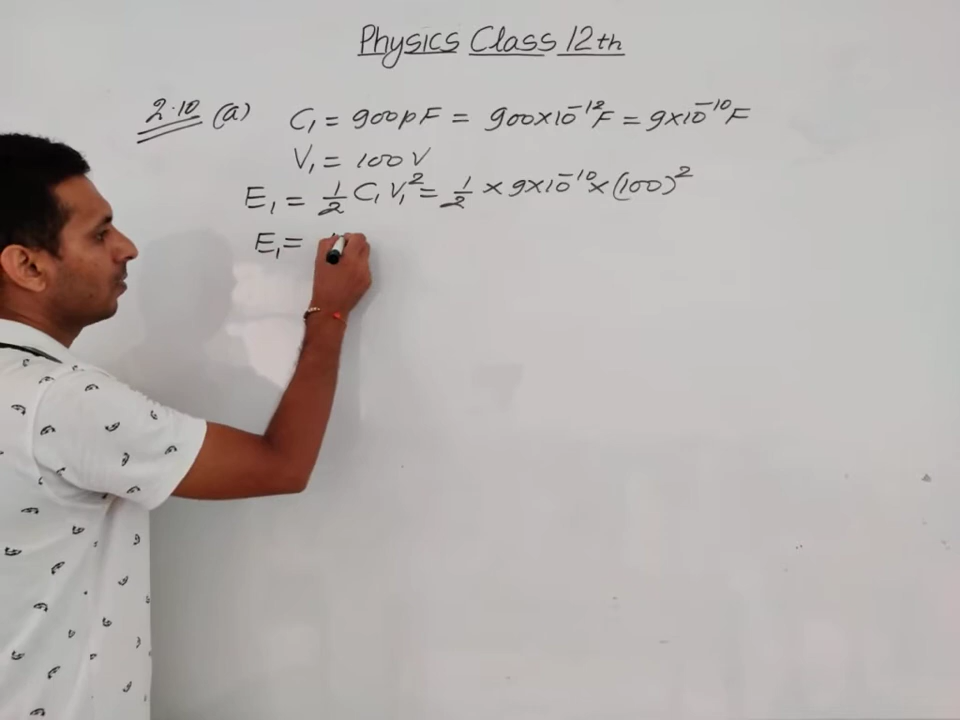 Physics Class 12th
2.10 (a) C₁ = 900pF = 900×10⁻¹²F = 9×10⁻¹⁰F
V₁ = 100V
E₁ = 1/2 C₁ V₁² = 1/2 × 9×10⁻¹⁰ × (100)²
E₁ =